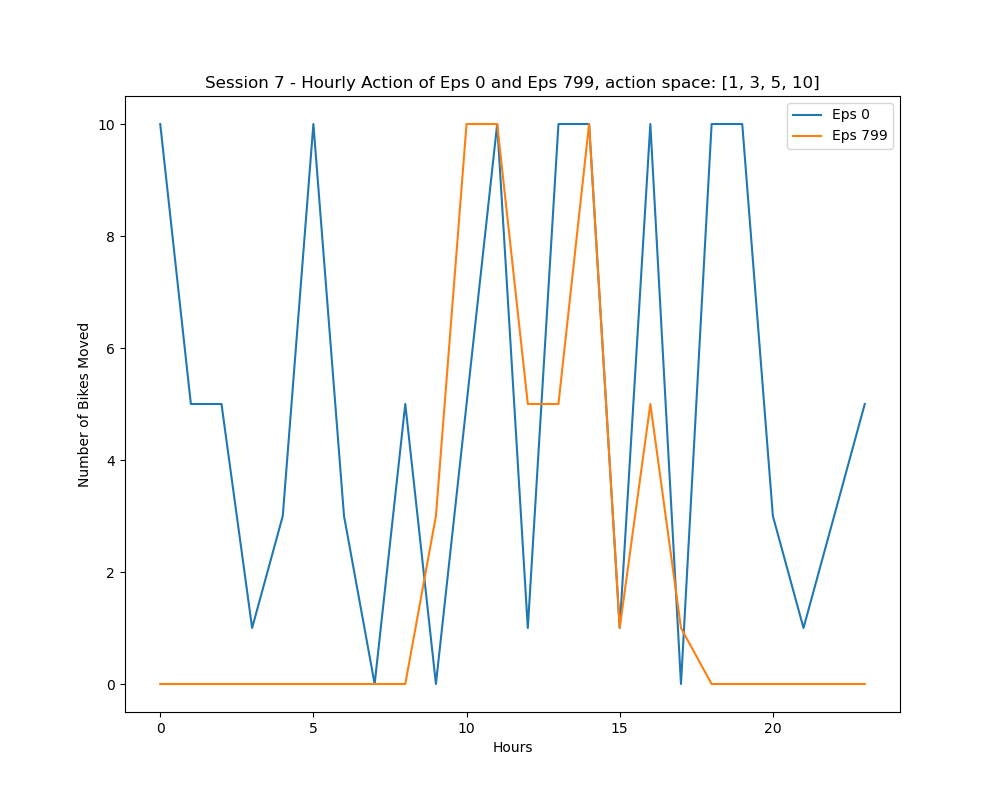 Session 7 - Hourly Action of Eps 0 and Eps 799, action space: [1, 3, 5, 10]
Eps 0
Eps 799
10
8
6
4
2
0
Number of Bikes Moved
0 5 10 15 20
Hours